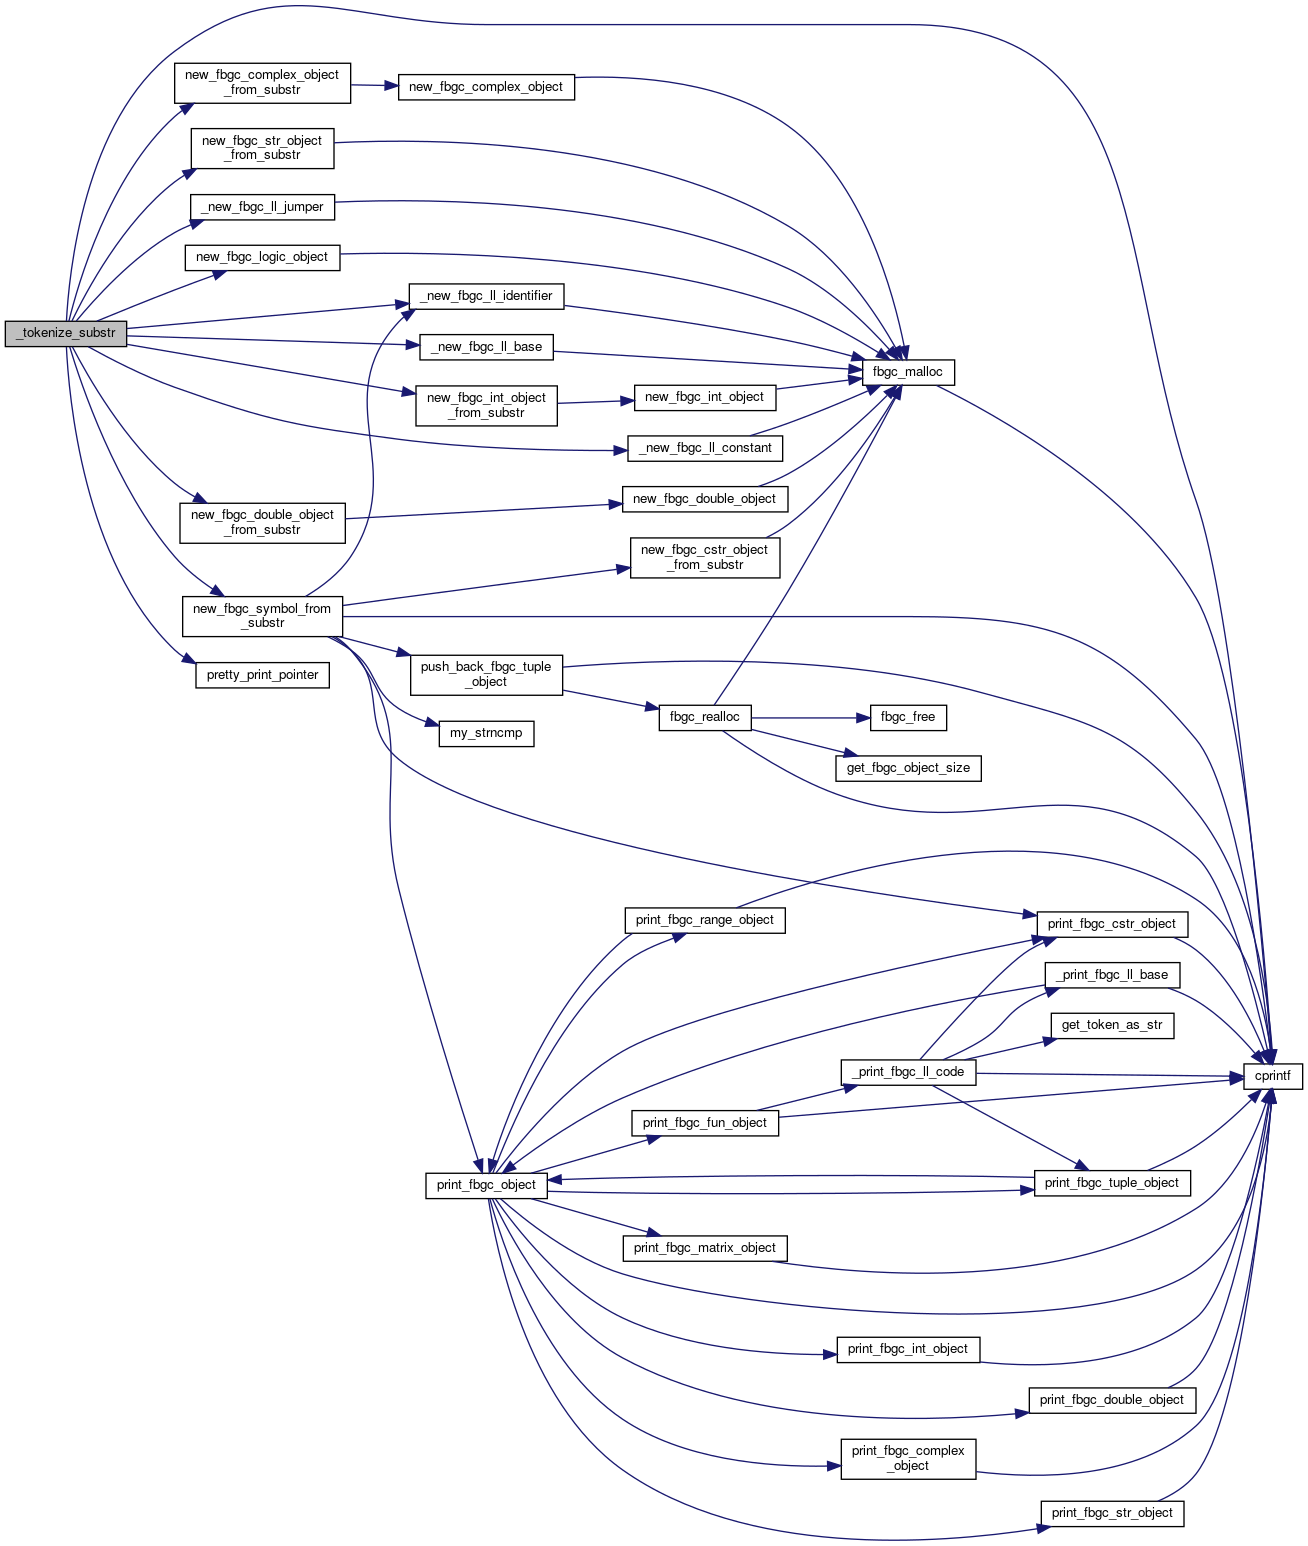 new_fbgc_complex_object
_from_substr
new_fbgc_complex_object
new_fbgc_str_object
_from_substr
_new_fbgc_ll_jumper
new_fbgc_logic_object
_new_fbgc_ll_identifier
_tokenize_substr
_new_fbgc_ll_base
fbgc_malloc
new_fbgc_int_object
_from_substr
new_fbgc_int_object
_new_fbgc_ll_constant
new_fbgc_double_object
new_fbgc_double_object
_from_substr
new_fbgc_cstr_object
_from_substr
new_fbgc_symbol_from
_substr
push_back_fbgc_tuple
_object
pretty_print_pointer
fbgc_realloc
fbgc_free
my_strncmp
get_fbgc_object_size
print_fbgc_range_object
print_fbgc_cstr_object
_print_fbgc_ll_base
get_token_as_str
_print_fbgc_ll_code
cprintf
print_fbgc_fun_object
print_fbgc_object
print_fbgc_tuple_object
print_fbgc_matrix_object
print_fbgc_int_object
print_fbgc_double_object
print_fbgc_complex
_object
print_fbgc_str_object